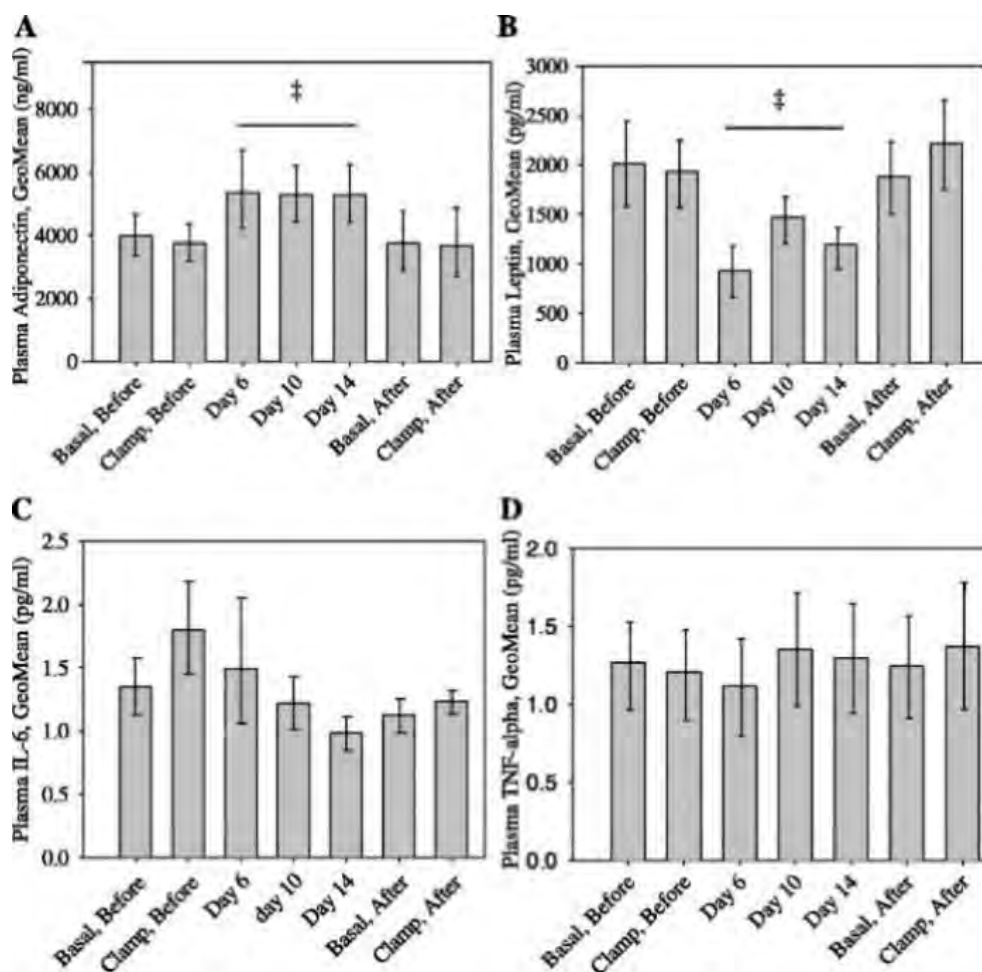 A
Plasma Adiponectin, GeoMean (ng/ml)
8000
6000
4000
2000
0
‡
Basal, Before
Clamp, Before
Day 6
Day 10
Day 14
Basal, After
Clamp, After
B
Plasma Leptin, GeoMean (pg/ml)
3000
2500
2000
1500
1000
500
0
‡
Basal, Before
Clamp, Before
Day 6
Day 10
Day 14
Basal, After
Clamp, After
C
Plasma IL-6, GeoMean (pg/ml)
2.5
2.0
1.5
1.0
0.5
0.0
Basal, Before
Clamp, Before
Day 6
day 10
Day 14
Basal, After
Clamp, After
D
Plasma TNF-alpha, GeoMean (pg/ml)
2.0
1.5
1.0
0.5
0.0
Basal, Before
Clamp, Before
Day 6
Day 10
Day 14
Basal, After
Clamp, After